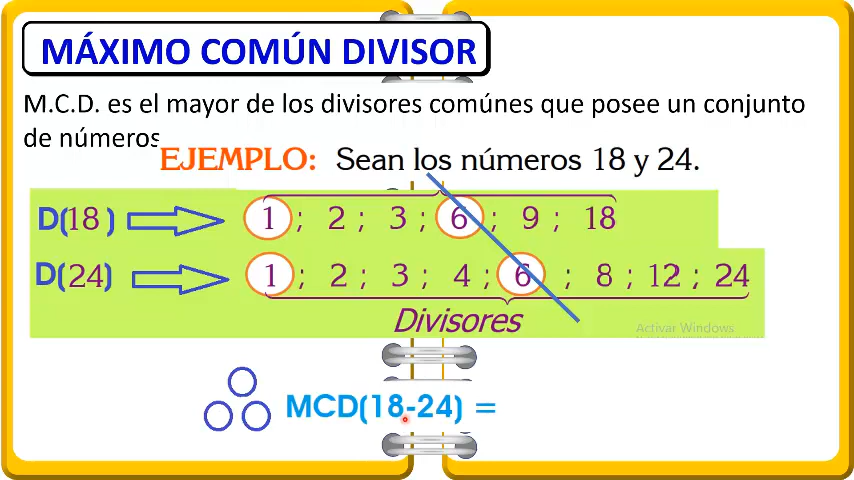 MÁXIMO COMÚN DIVISOR
M.C.D. es el mayor de los divisores comúnes que posee un conjunto
de números
EJEMPLO: Sean los números 18 y 24.
D(18) 1 ; 2 ; 3 ; 6 ; 9 ; 18
D(24) 1 ; 2 ; 3 ; 4 ; 6 ; 8 ; 12 ; 24
Divisores
Activar Windows
MCD(18-24) =